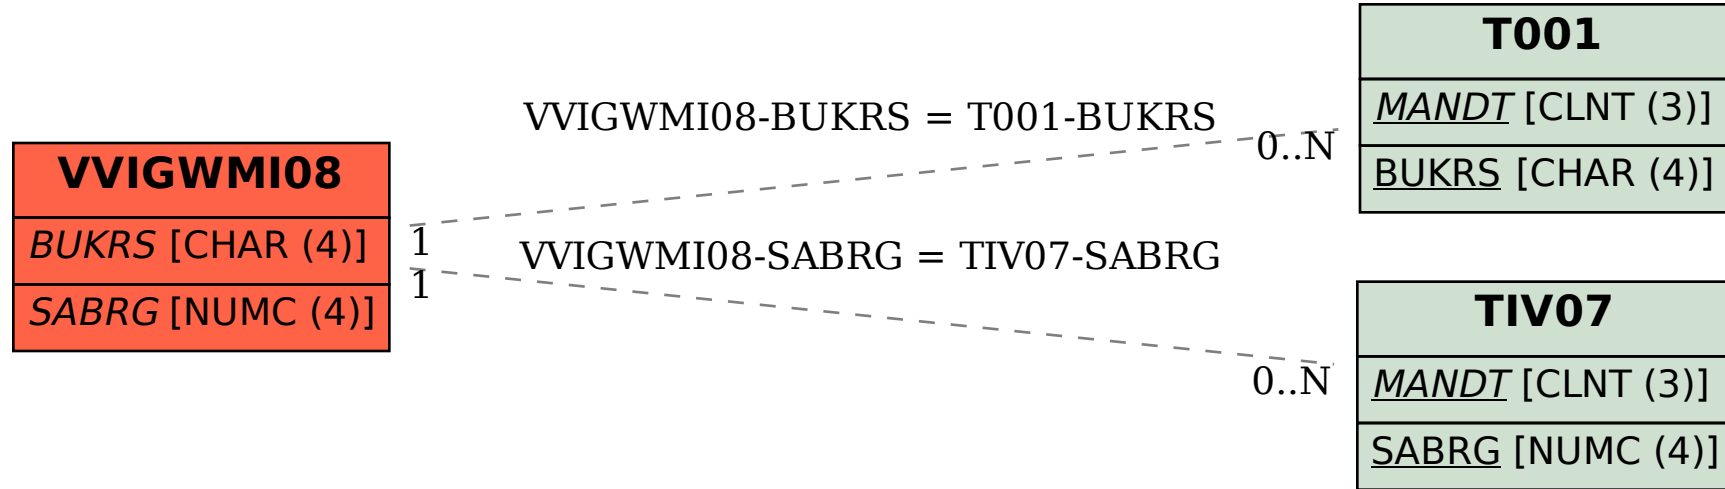 VVIGWMI08
BUKRS [CHAR (4)]
SABRG [NUMC (4)]
VVIGWMI08-BUKRS = T001-BUKRS
1
0..N
VVIGWMI08-SABRG = TIV07-SABRG
1
0..N
T001
MANDT [CLNT (3)]
BUKRS [CHAR (4)]
TIV07
MANDT [CLNT (3)]
SABRG [NUMC (4)]